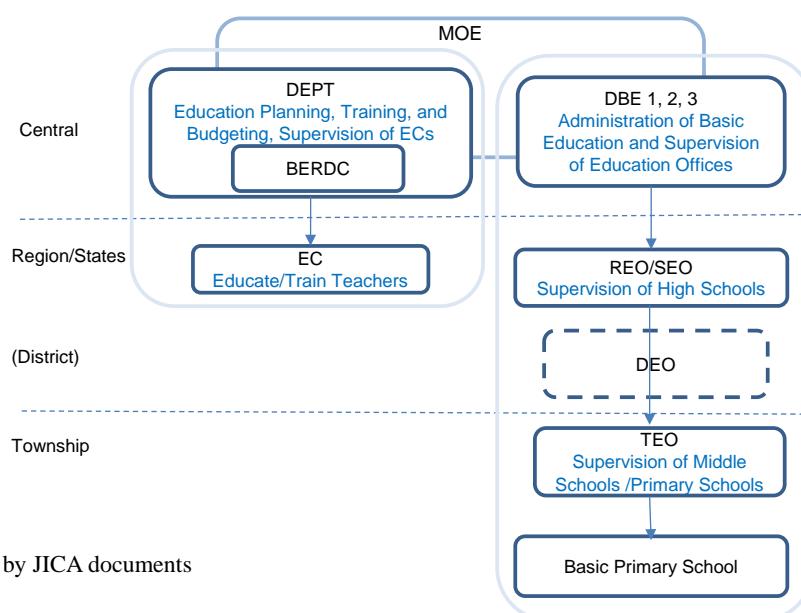 MOE
Central
DEPT
Education Planning, Training, and
Budgeting, Supervision of ECs
BERDC
DBE 1, 2, 3
Administration of Basic
Education and Supervision
of Education Offices
Region/States
EC
Educate/Train Teachers
REO/SEO
Supervision of High Schools
(District)
DEO
Township
TEO
Supervision of Middle
Schools /Primary Schools
Basic Primary School
by JICA documents